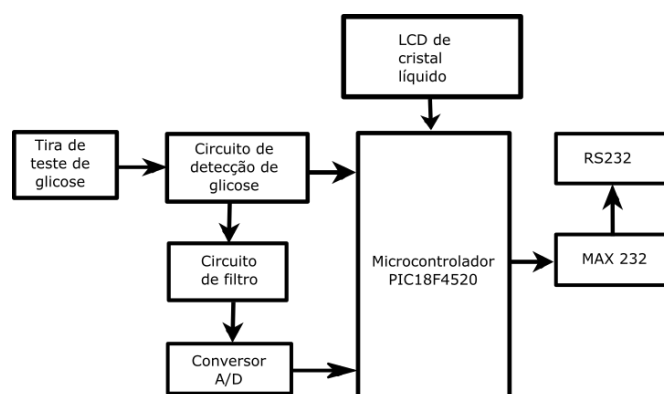 LCD de
cristal
líquido
Tira de
teste de
glicose
Circuito de
detecção de
glicose
RS232
Circuito
de filtro
Microcontrolador
PIC18F4520
MAX 232
Conversor
A/D